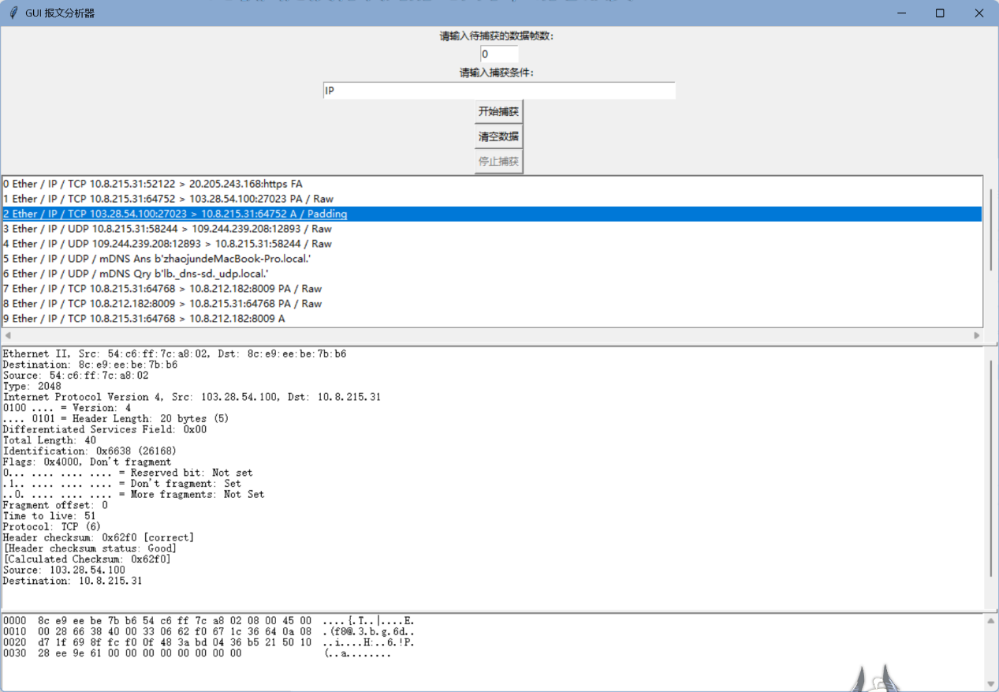 GUI 报文分析器
请输入待捕获的数据帧数:
0
请输入捕获条件:
IP
开始捕获
清空数据
停止捕获
0 Ether / IP / TCP 10.8.215.31:52122 > 20.205.243.168:https FA
1 Ether / IP / TCP 10.8.215.31:64752 > 103.28.54.100:27023 PA / Raw
2 Ether / IP / TCP 103.28.54.100:27023 > 10.8.215.31:64752 A / Padding
3 Ether / IP / UDP 10.8.215.31:58244 > 109.244.239.208:12893 / Raw
4 Ether / IP / UDP 109.244.239.208:12893 > 10.8.215.31:58244 / Raw
5 Ether / IP / UDP / mDNS Ans b'zhaojundeMacBook-Pro.local.'
6 Ether / IP / UDP / mDNS Qry b'lb._dns-sd._udp.local.'
7 Ether / IP / TCP 10.8.215.31:64768 > 10.8.212.182:8009 PA / Raw
8 Ether / IP / TCP 10.8.212.182:8009 > 10.8.215.31:64768 PA / Raw
9 Ether / IP / TCP 10.8.215.31:64768 > 10.8.212.182:8009 A
Ethernet II, Src: 54:c6:ff:7c:a8:02, Dst: 8c:e9:ee:be:7b:b6
Destination: 8c:e9:ee:be:7b:b6
Source: 54:c6:ff:7c:a8:02
Type: 2048
Internet Protocol Version 4, Src: 103.28.54.100, Dst: 10.8.215.31
0100 .... = Version: 4
.... 0101 = Header Length: 20 bytes (5)
Differentiated Services Field: 0x00
Total Length: 40
Identification: 0x6638 (26168)
Flags: 0x4000, Don't fragment
0... .... .... .... = Reserved bit: Not set
.1.. .... .... .... = Don't fragment: Set
..0. .... .... .... = More fragments: Not Set
Fragment offset: 0
Time to live: 51
Protocol: TCP (6)
Header checksum: 0x62f0 [correct]
[Header checksum status: Good]
[Calculated Checksum: 0x62f0]
Source: 103.28.54.100
Destination: 10.8.215.31
0000 8c e9 ee be 7b b6 54 c6 ff 7c a8 02 08 00 45 00 ....{.T..|....E.
0010 00 28 66 38 40 00 33 06 62 f0 67 1c 36 64 0a 08 .(f8@.3.b.g.6d..
0020 d7 1f 69 8f fc f0 0f 48 3a bd 04 36 b5 21 50 10 ..i....H:..6.!P.
0030 28 ee 9e 61 00 00 00 00 00 00 00 00 (..a........